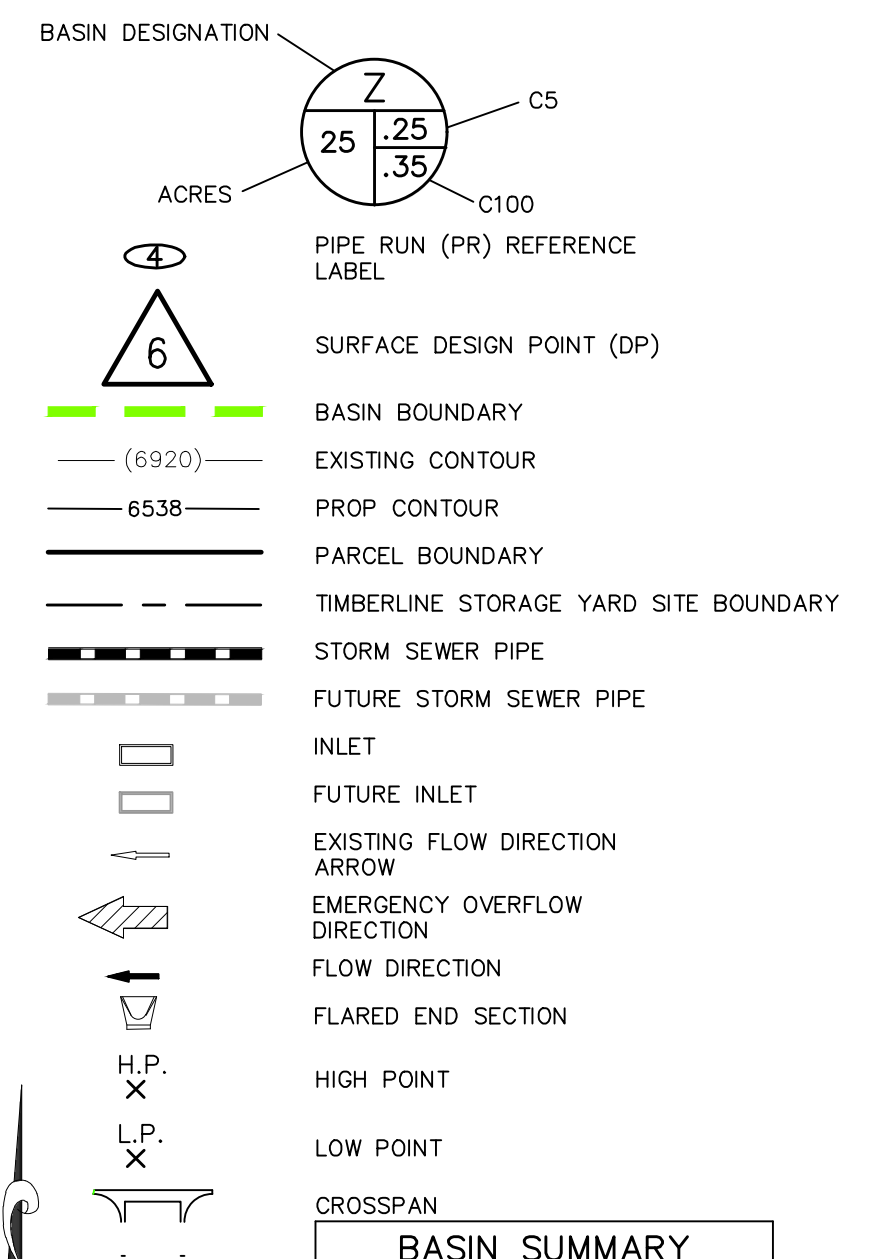 BASIN DESIGNATION
Z
C5
25
.25
.35
ACRES
C100
4
PIPE RUN (PR) REFERENCE
LABEL
6
SURFACE DESIGN POINT (DP)
BASIN BOUNDARY
(6920)
EXISTING CONTOUR
6538
PROP CONTOUR
PARCEL BOUNDARY
TIMBERLINE STORAGE YARD SITE BOUNDARY
STORM SEWER PIPE
FUTURE STORM SEWER PIPE
INLET
FUTURE INLET
EXISTING FLOW DIRECTION
ARROW
EMERGENCY OVERFLOW
DIRECTION
FLOW DIRECTION
FLARED END SECTION
H.P.
HIGH POINT
L.P.
LOW POINT
CROSSPAN
BASIN SUMMARY